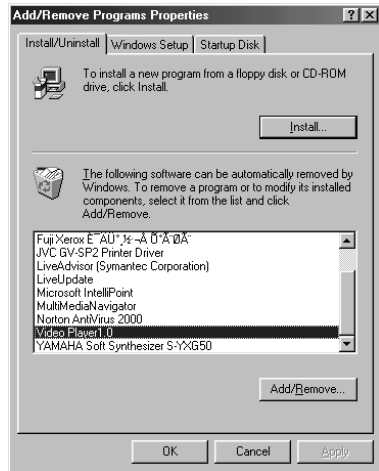 Add/Remove Programs Properties
Install/Uninstall Windows Setup Startup Disk
To install a new program from a floppy disk or CD-ROM
drive, click Install.
Install...
The following software can be automatically removed by
Windows. To remove a program or to modify its installed
components, select it from the list and click
Add/Remove.
Fuji Xerox
JVC GV-SP2 Printer Driver
LiveAdvisor (Symantec Corporation)
LiveUpdate
Microsoft IntelliPoint
MultiMediaNavigator
Norton AntiVirus 2000
Video Player1.0
YAMAHA Soft Synthesizer S-YXG50
Add/Remove...
OK Cancel Apply